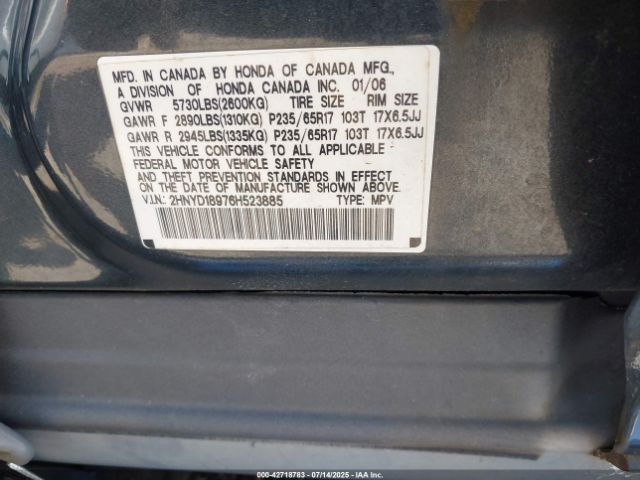 MFD. IN CANADA BY HONDA OF CANADA MFG.,
A DIVISION OF HONDA CANADA INC. 01/06
GVWR 5730LBS(2600KG) TIRE SIZE RIM SIZE
GAWR F 2890LBS(1310KG) P235/65R17 103T 17X6.5JJ
GAWR R 2945LBS(1335KG) P235/65R17 103T 17X6.5JJ
THIS VEHICLE CONFORMS TO ALL APPLICABLE
FEDERAL MOTOR VEHICLE SAFETY
AND THEFT PREVENTION STANDARDS IN EFFECT
ON THE DATE OF MANUFACTURE SHOWN ABOVE.
V.I.N.: 2HNYD18976H523885 TYPE: MPV
000-42718783 - 07/14/2025 - IAA Inc.